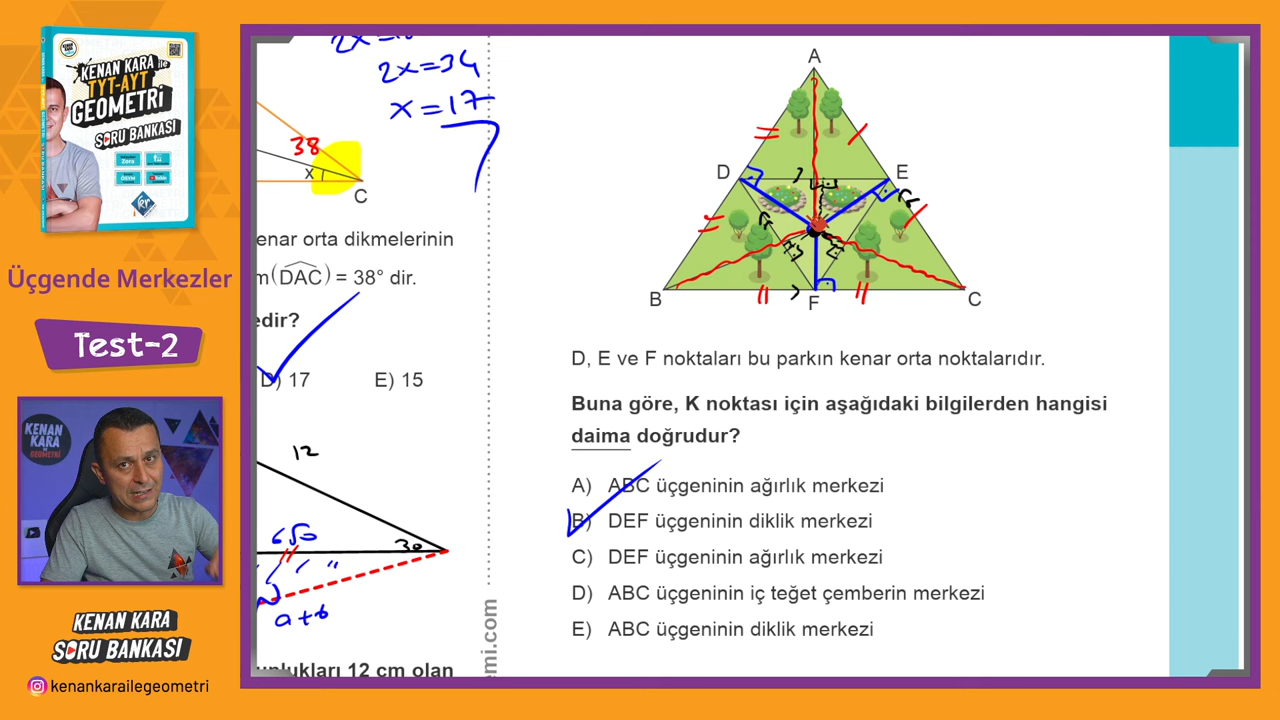 KENAN KARA ile
TYT-AYT
GEOMETRİ
SORU BANKASI
Üçgende Merkezler
Test-2
KENAN KARA
ile
GEOMETRİ
KENAN KARA
SORU BANKASI
kenankarailegeometri
2x=34
x=17
38
x
C
enar orta dikmelerinin
m(DAC) = 38° dir.
edir?
D) 17 E) 15
12
6√
30
a+b
unlukları 12 cm olan
mi.com
A
D
E
B
F
C
D, E ve F noktaları bu parkın kenar orta noktalarıdır.
Buna göre, K noktası için aşağıdaki bilgilerden hangisi
daima doğrudur?
A) ABC üçgeninin ağırlık merkezi
B) DEF üçgeninin diklik merkezi
C) DEF üçgeninin ağırlık merkezi
D) ABC üçgeninin iç teğet çemberin merkezi
E) ABC üçgeninin diklik merkezi